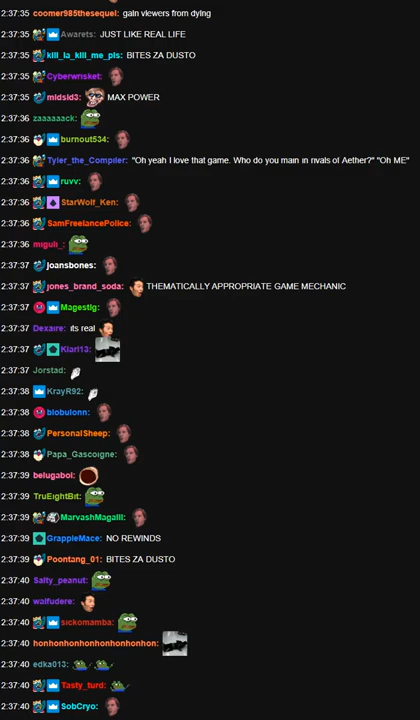 2:37:35 coomer985thesequel: gain viewers from dying
2:37:35 Awarets: JUST LIKE REAL LIFE
2:37:35 kill_la_kill_me_pls: BITES ZA DUSTO
2:37:35 Cyberwrisket:
2:37:35 midsid3: MAX POWER
2:37:36 zaaaaaack:
2:37:36 burnout534:
2:37:36 Tyler_the_Compiler: "Oh yeah I love that game. Who do you main in rivals of Aether?" "Oh ME"
2:37:36 ruvv:
2:37:36 StarWolf_Ken:
2:37:36 SamFreelancePolice:
2:37:36 miguli_:
2:37:37 joansbones:
2:37:37 jones_brand_soda: THEMATICALLY APPROPRIATE GAME MECHANIC
2:37:37 Magestig:
2:37:37 Dexaire: its real
2:37:37 Klari13:
2:37:37 Jorstad:
2:37:38 KrayR92:
2:37:38 blobulonn:
2:37:38 PersonalSheep:
2:37:38 Papa_Gascoigne:
2:37:39 belugabol:
2:37:39 TruEightBit:
2:37:39 MarvashMagalli:
2:37:39 GrappleMace: NO REWINDS
2:37:39 Poontang_01: BITES ZA DUSTO
2:37:40 Salty_peanut:
2:37:40 walfudere:
2:37:40 sickomamba:
2:37:40 honhonhonhonhonhonhonhon:
2:37:40 edka013:
2:37:40 Tasty_turd:
2:37:40 SobCryo: